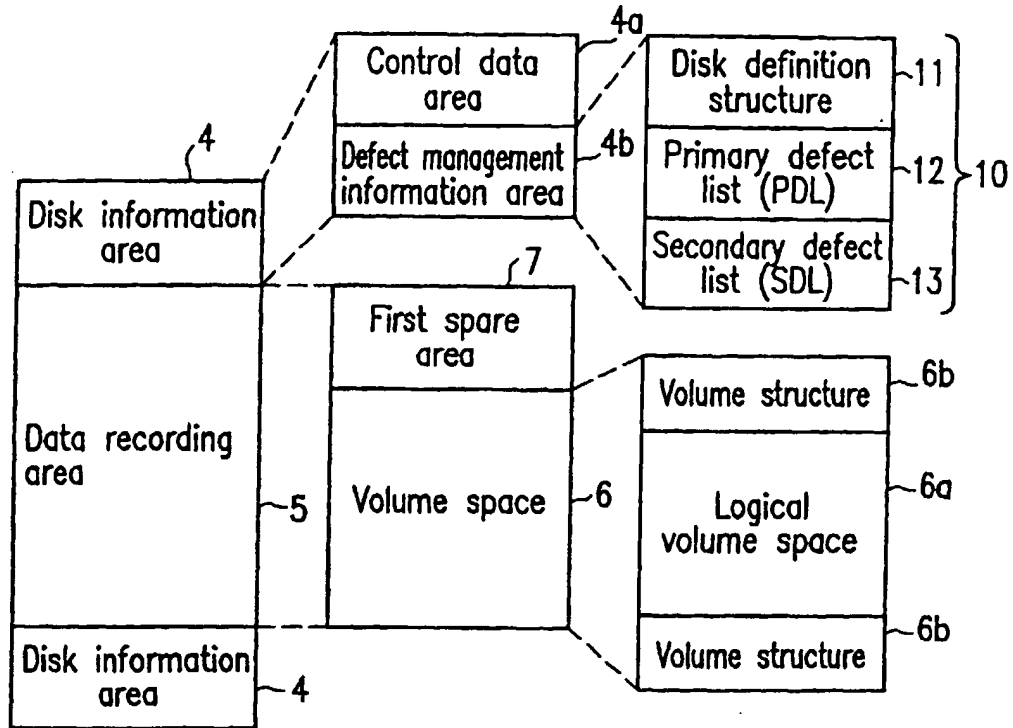 4
Disk information
area
Data recording
area
5
Disk information
area
4
4a
Control data
area
Defect management
information area
4b
7
First spare
area
Volume space
6
Disk definition
structure
11
Primary defect
list (PDL)
12
10
Secondary defect
list (SDL)
13
Volume structure
6b
Logical
volume space
6a
Volume structure
6b